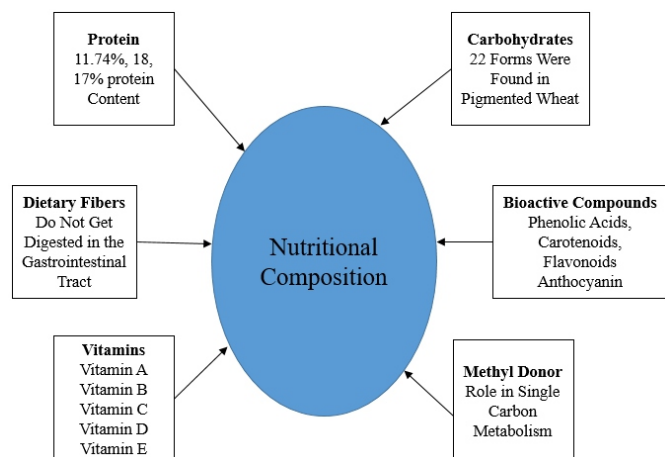 Protein
11.74%, 18,
17% protein
Content
Carbohydrates
22 Forms Were
Found in
Pigmented Wheat
Dietary Fibers
Do Not Get
Digested in the
Gastrointestinal
Tract
Nutritional
Composition
Bioactive Compounds
Phenolic Acids,
Carotenoids,
Flavonoids
Anthocyanin
Vitamins
Vitamin A
Vitamin B
Vitamin C
Vitamin D
Vitamin E
Methyl Donor
Role in Single
Carbon
Metabolism